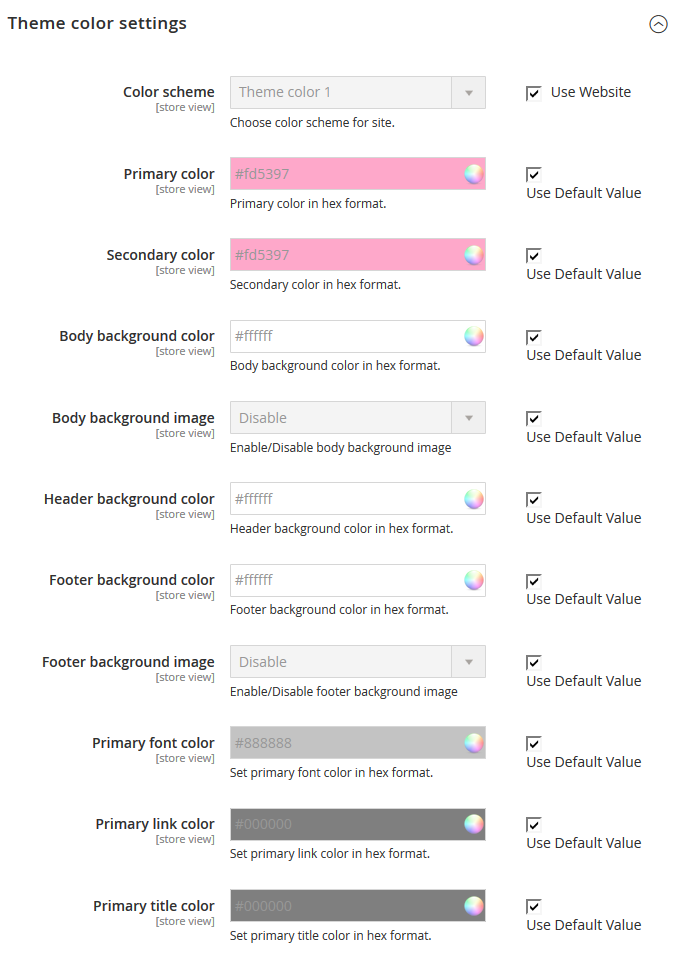 Theme color settings
Color scheme Theme color 1 Use Website
[store view]
Choose color scheme for site.
Primary color #fd5397
[store view] Use Default Value
Primary color in hex format.
Secondary color #fd5397
[store view] Use Default Value
Secondary color in hex format.
Body background color #ffffff
[store view] Use Default Value
Body background color in hex format.
Body background image Disable
[store view] Use Default Value
Enable/Disable body background image
Header background color #ffffff
[store view] Use Default Value
Header background color in hex format.
Footer background color #ffffff
[store view] Use Default Value
Footer background color in hex format.
Footer background image Disable
[store view] Use Default Value
Enable/Disable footer background image
Primary font color #888888
[store view] Use Default Value
Set primary font color in hex format.
Primary link color #000000
[store view] Use Default Value
Set primary link color in hex format.
Primary title color #000000
[store view] Use Default Value
Set primary title color in hex format.